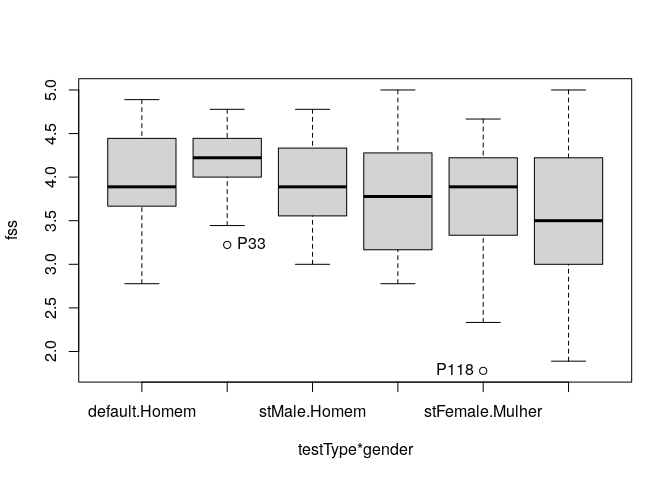 5.0
4.5
4.0
3.5
3.0
2.5
2.0
fss
P33
P118
default.Homem
stMale.Homem
stFemale.Mulher
testType*gender